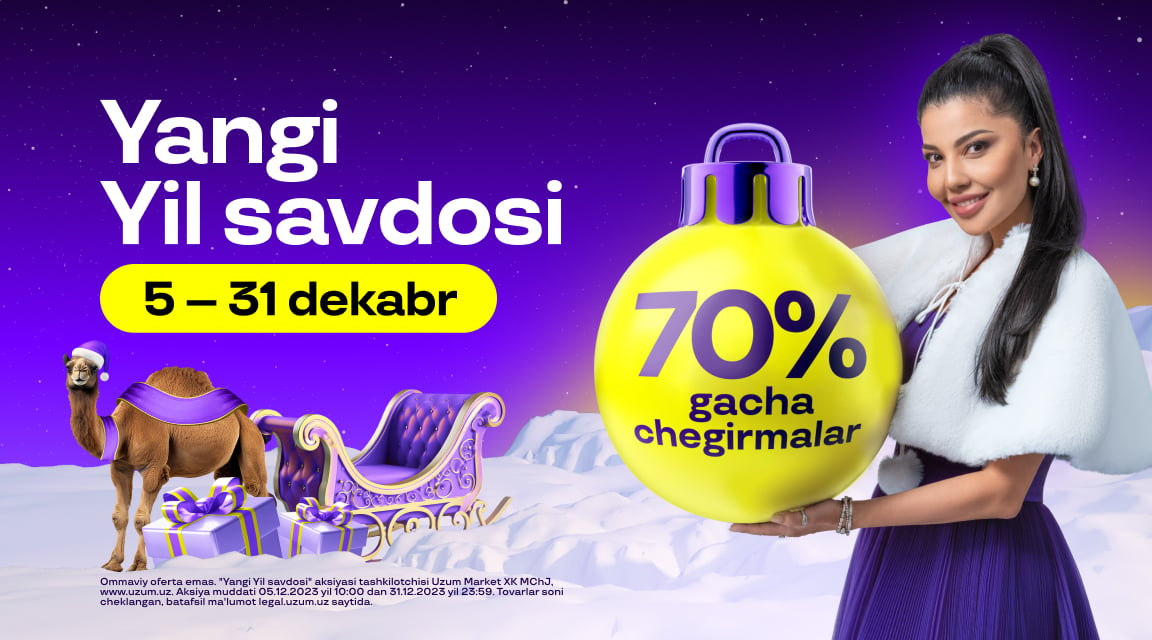 Yangi
Yil savdosi
5 – 31 dekabr
70%
gacha
chegirmalar
Ommaviy oferta emas. "Yangi Yil savdosi" aksiyasi tashkilotchisi Uzum Market XK MChJ,
www.uzum.uz. Aksiya muddati 05.12.2023 yil 10:00 dan 31.12.2023 yil 23:59. Tovarlar soni
cheklangan, batafsil ma'lumot legal.uzum.uz saytida.